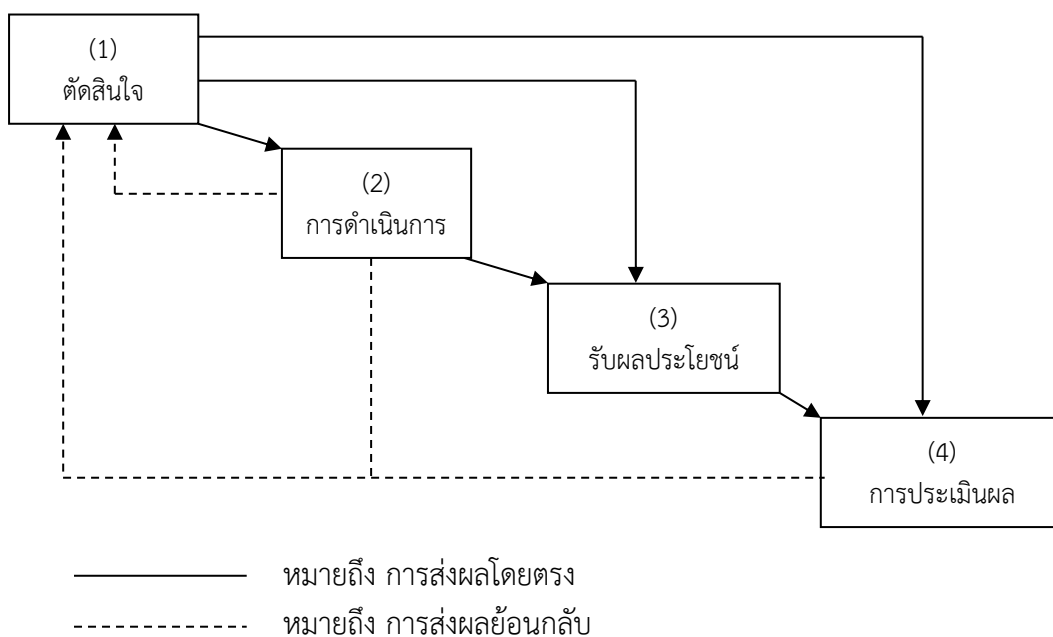 (1)
ตัดสินใจ
(2)
การดำเนินการ
(3)
รับผลประโยชน์
(4)
การประเมินผล
หมายถึง การส่งผลโดยตรง
หมายถึง การส่งผลย้อนกลับ